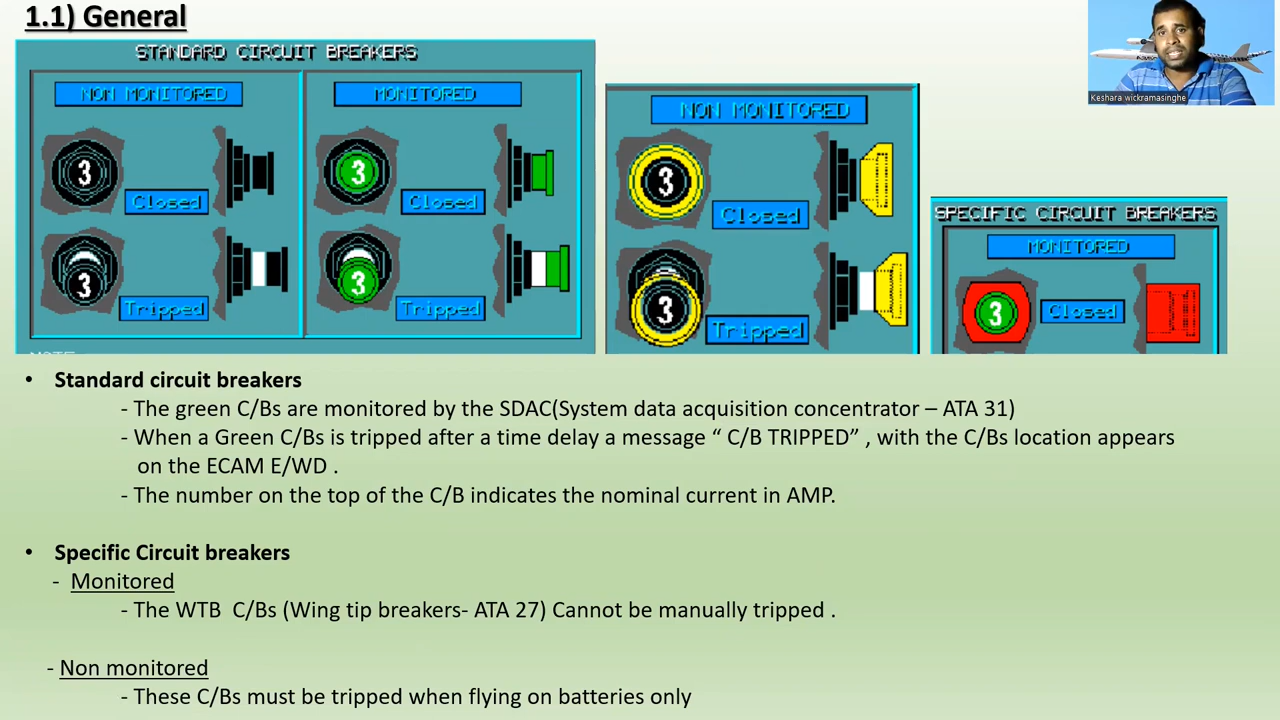 1.1) General
STANDARD CIRCUIT BREAKERS
NON MONITORED
MONITORED
3
Closed
3
Closed
3
Tripped
3
Tripped
NON MONITORED
3
Closed
3
Tripped
SPECIFIC CIRCUIT BREAKERS
MONITORED
3
Closed
Keshara wickramasinghe
• Standard circuit breakers
- The green C/Bs are monitored by the SDAC(System data acquisition concentrator – ATA 31)
- When a Green C/Bs is tripped after a time delay a message “ C/B TRIPPED” , with the C/Bs location appears
on the ECAM E/WD .
- The number on the top of the C/B indicates the nominal current in AMP.
• Specific Circuit breakers
- Monitored
- The WTB C/Bs (Wing tip breakers- ATA 27) Cannot be manually tripped .
- Non monitored
- These C/Bs must be tripped when flying on batteries only